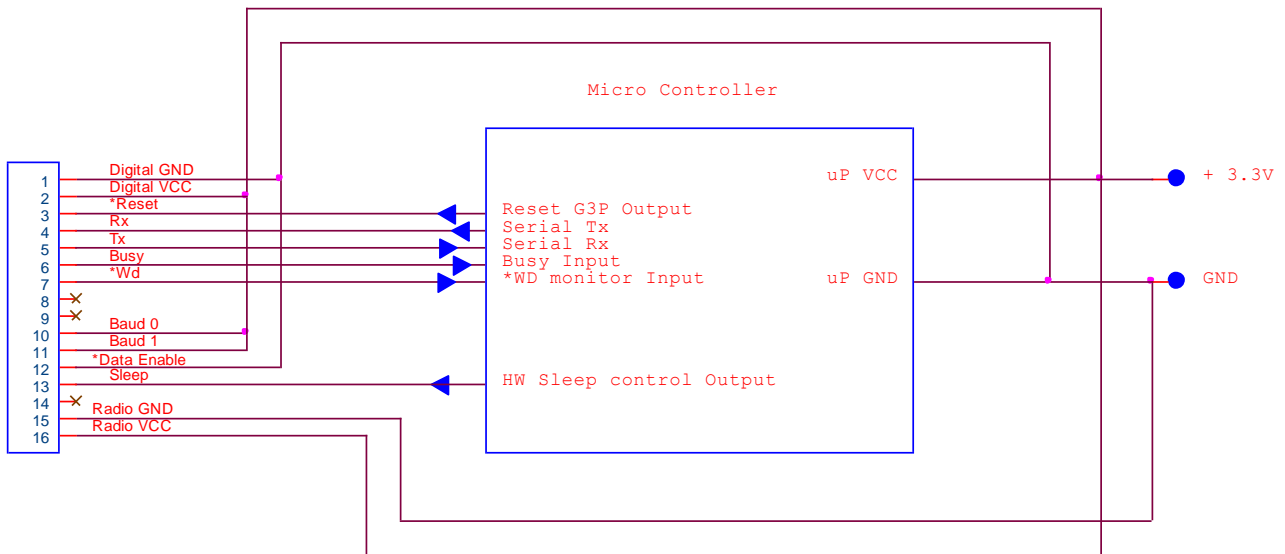 Micro Controller
1 Digital GND
2 Digital VCC
3 *Reset
4 Rx
5 Tx
6 Busy
7 *Wd
8
9
10 Baud 0
11 Baud 1
12 *Data Enable
13 Sleep
14
15 Radio GND
16 Radio VCC
Reset G3P Output
Serial Tx
Serial Rx
Busy Input
*WD monitor Input
HW Sleep control Output
uP VCC
uP GND
+ 3.3V
GND